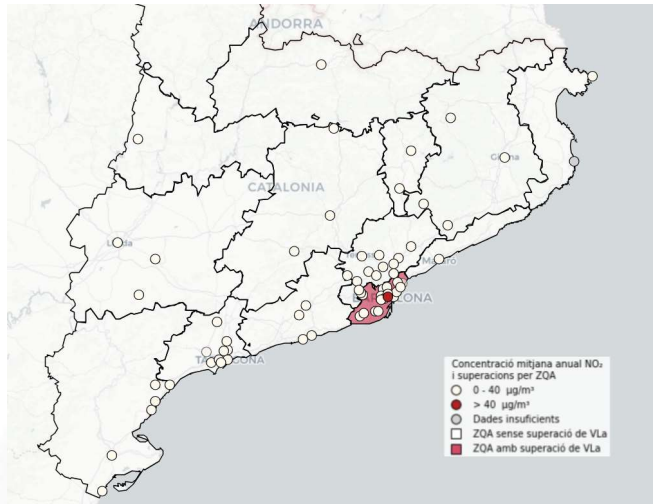 ANDORRA
Girona
CATALONIA
Lleida
Mataró
BARCELONA
TARRAGONA
Concentració mitjana anual NO₂
i superacions per ZQA
0 - 40 µg/m³
> 40 µg/m³
Dades insuficients
ZQA sense superació de VLa
ZQA amb superació de VLa